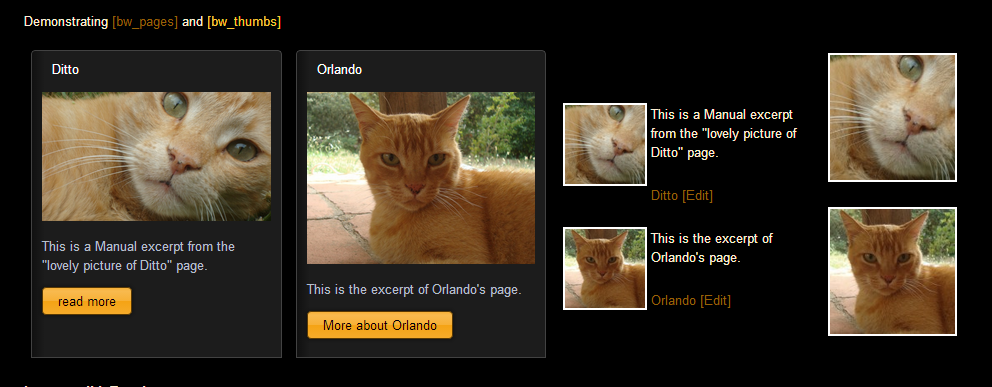 Demonstrating [bw_pages] and [bw_thumbs]
Ditto
This is a Manual excerpt from the
"lovely picture of Ditto" page.
read more
Orlando
This is the excerpt of Orlando's page.
More about Orlando
This is a Manual excerpt
from the "lovely picture of
Ditto" page.
Ditto [Edit]
This is the excerpt of
Orlando's page.
Orlando [Edit]